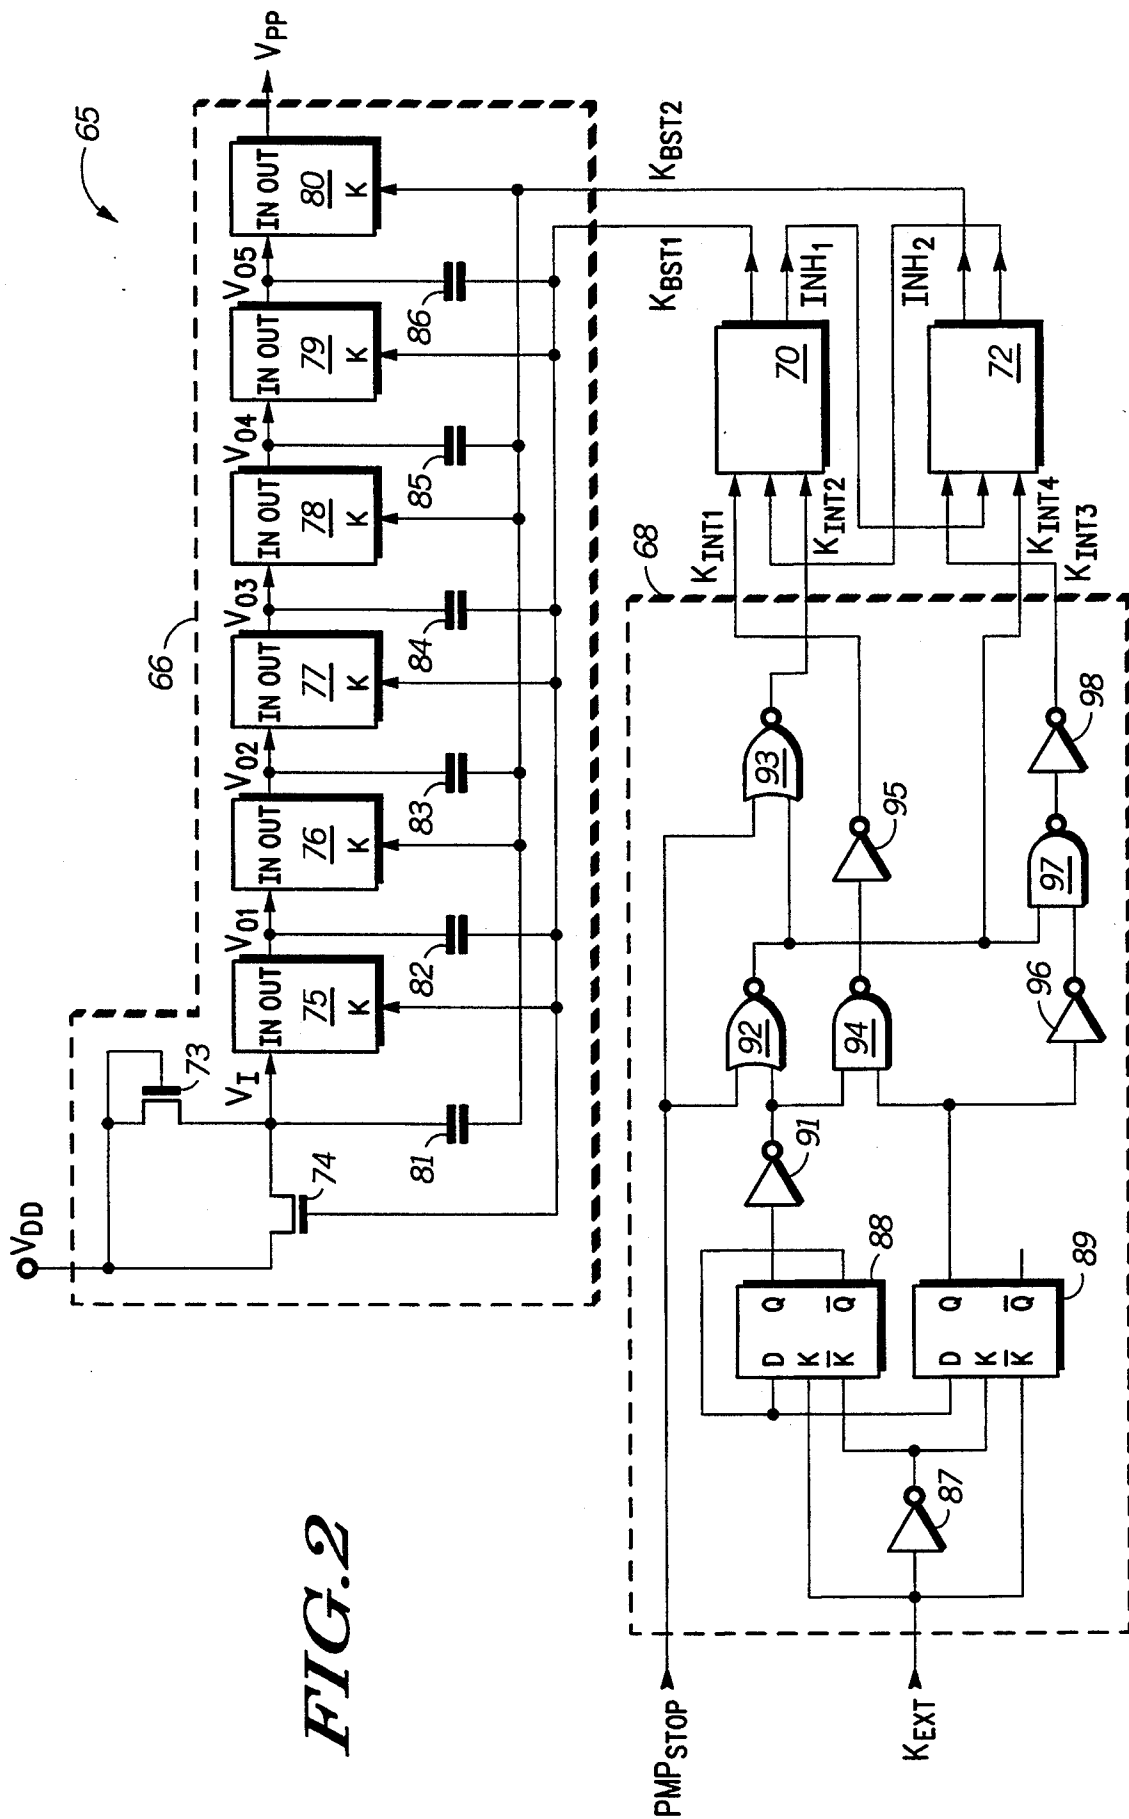 65
66
V_DD
73
74
V_I
IN OUT
75
K
V_O1
IN OUT
76
K
V_O2
IN OUT
77
K
V_O3
IN OUT
78
K
V_O4
IN OUT
79
K
V_O5
IN OUT
80
K
V_PP
81
82
83
84
85
86
K_BST1
K_BST2
INH_1
INH_2
70
72
K_INT1
K_INT2
K_INT4
K_INT3
68
PMP_STOP
K_EXT
87
D Q
K
K̅ Q̅
88
D Q
K
K̅ Q̅
89
91
92
93
94
95
96
97
98
FIG.2